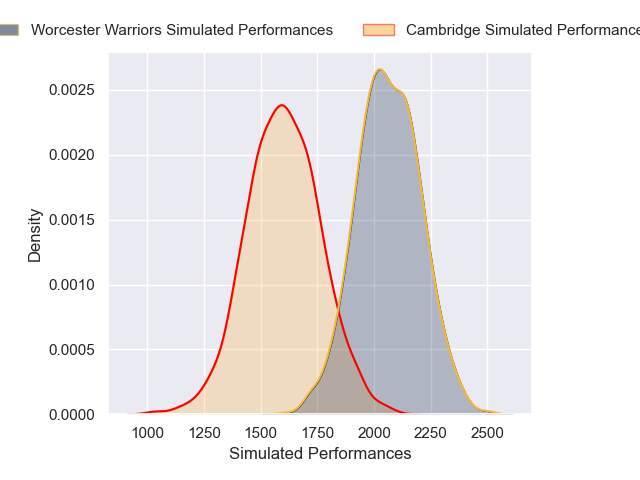 Worcester Warriors Simulated Performances Cambridge Simulated Performance
0.0025
0.0020
0.0015
0.0010
0.0005
0.0000
Density
1000 1250 1500 1750 2000 2250 2500
Simulated Performances